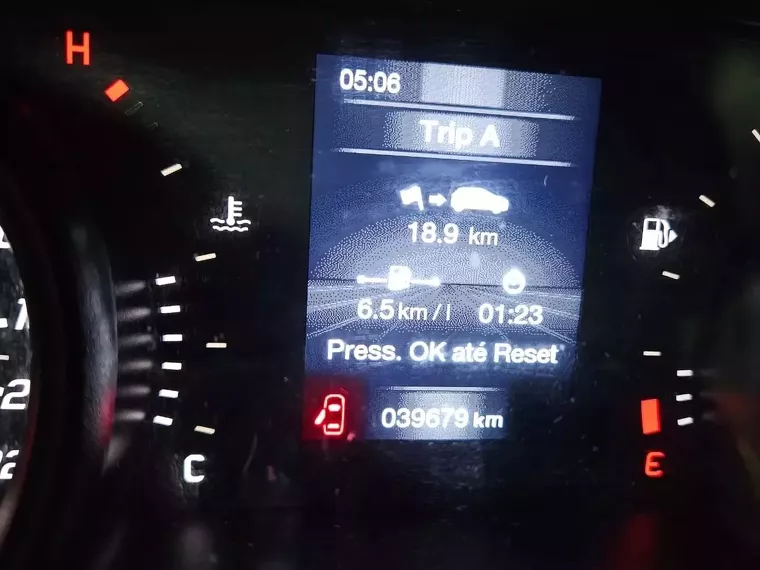 H
05:06
Trip A
18.9 km
6.5 km/l 01:23
Press. OK até Reset
039679 km
C
E